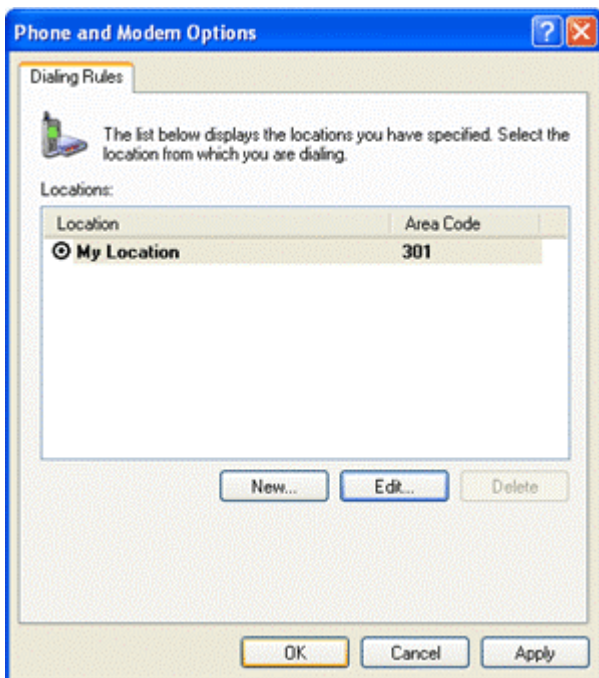 Phone and Modem Options
Dialing Rules
The list below displays the locations you have specified. Select the
location from which you are dialing.
Locations:
Location Area Code
My Location 301
New... Edit... Delete
OK Cancel Apply